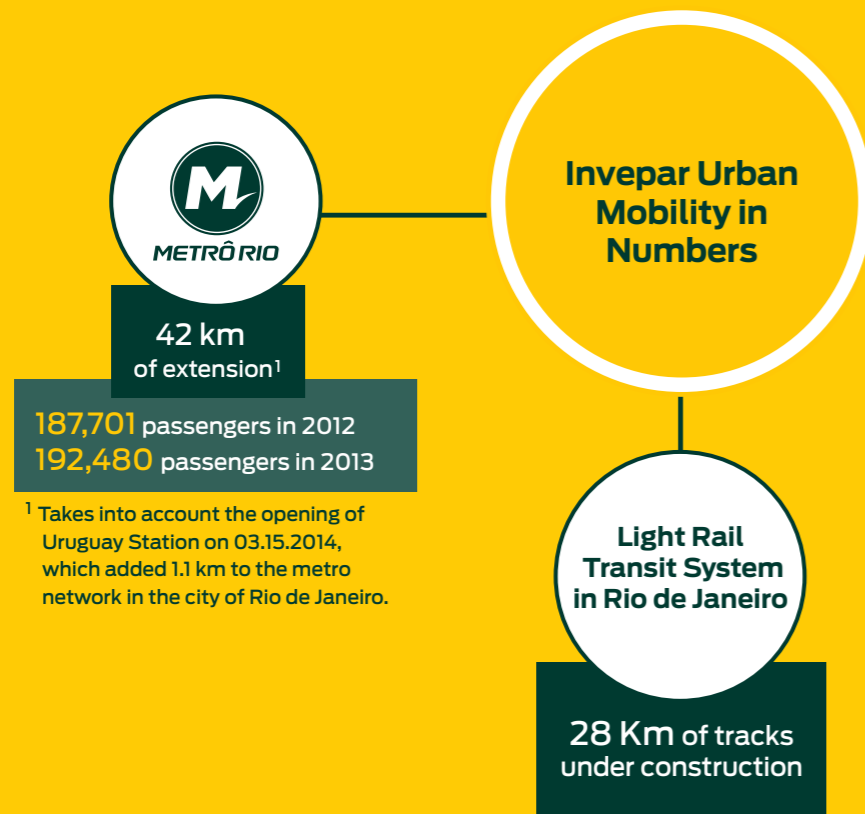 Invepar Urban
Mobility in
Numbers
M
METRÔ RIO
42 km
of extension¹
187,701 passengers in 2012
192,480 passengers in 2013
¹ Takes into account the opening of
Uruguay Station on 03.15.2014,
which added 1.1 km to the metro
network in the city of Rio de Janeiro.
Light Rail
Transit System
in Rio de Janeiro
28 Km of tracks
under construction